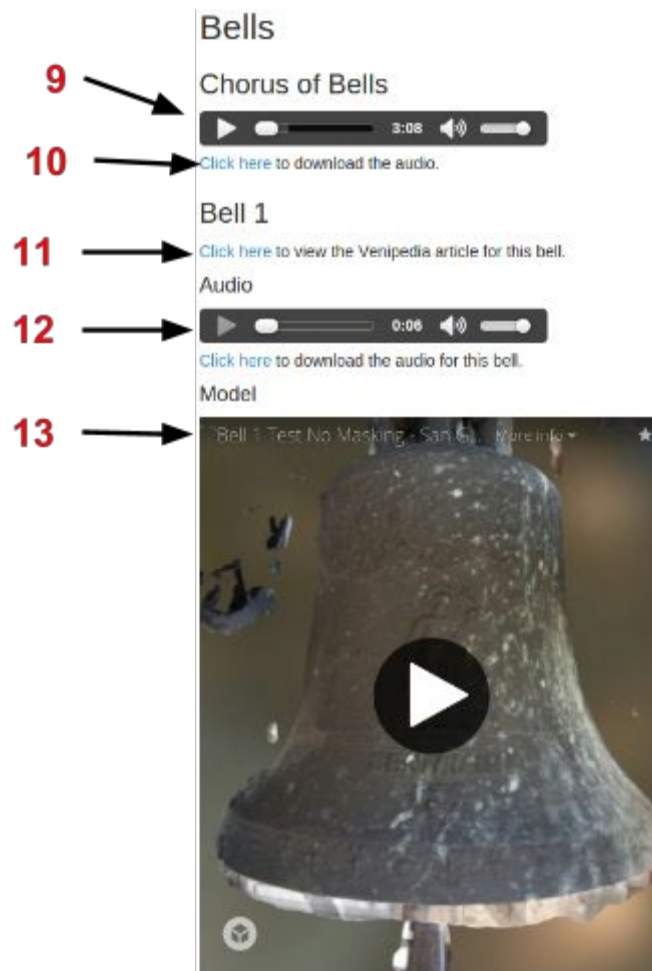 Bells
Chorus of Bells
9
3:08
10
Click here to download the audio.
Bell 1
11
Click here to view the Venipedia article for this bell.
Audio
12
0:06
Click here to download the audio for this bell.
Model
13
Bell 1 Test No Masking - San G... More info